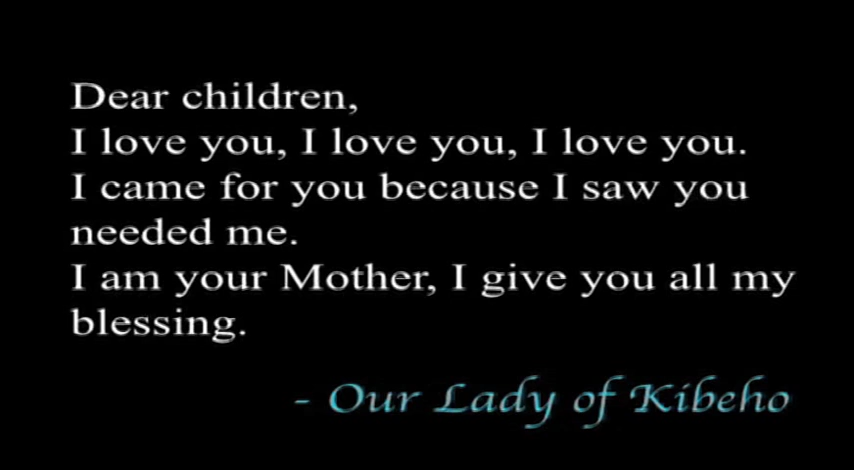 Dear children,
I love you, I love you, I love you.
I came for you because I saw you
needed me.
I am your Mother, I give you all my
blessing.
- Our Lady of Kibeho